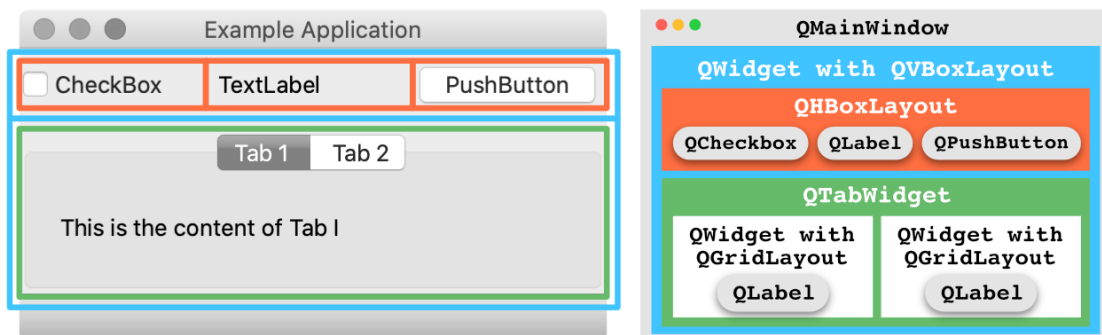 Example Application
CheckBox TextLabel PushButton
Tab 1 Tab 2
This is the content of Tab I
QMainWindow
QWidget with QVBoxLayout
QHBoxLayout
QCheckbox QLabel QPushButton
QTabWidget
QWidget with
QGridLayout
QLabel
QWidget with
QGridLayout
QLabel